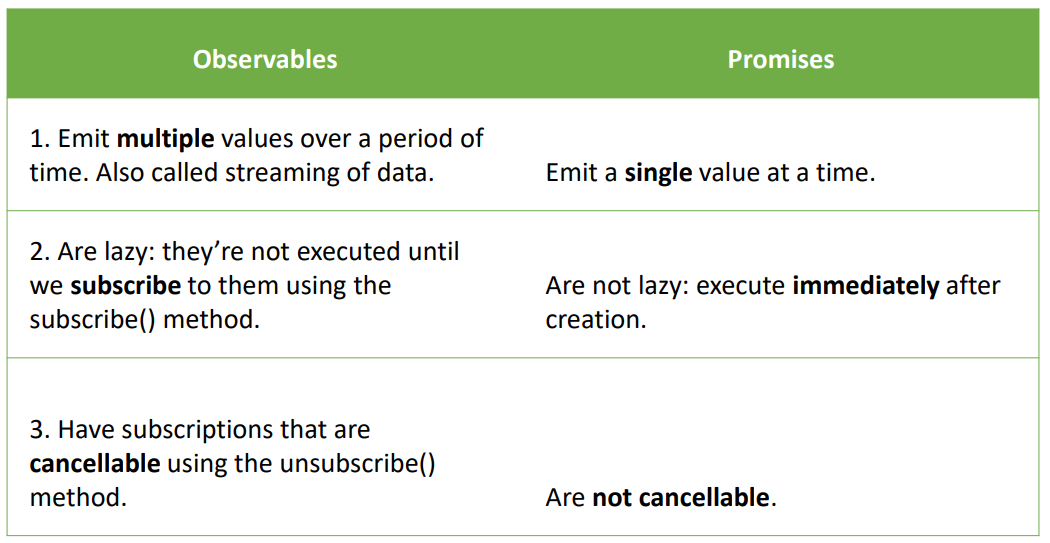 Observables
Promises
1. Emit multiple values over a period of
time. Also called streaming of data.
Emit a single value at a time.
2. Are lazy: they’re not executed until
we subscribe to them using the
subscribe() method.
Are not lazy: execute immediately after
creation.
3. Have subscriptions that are
cancellable using the unsubscribe()
method.
Are not cancellable.